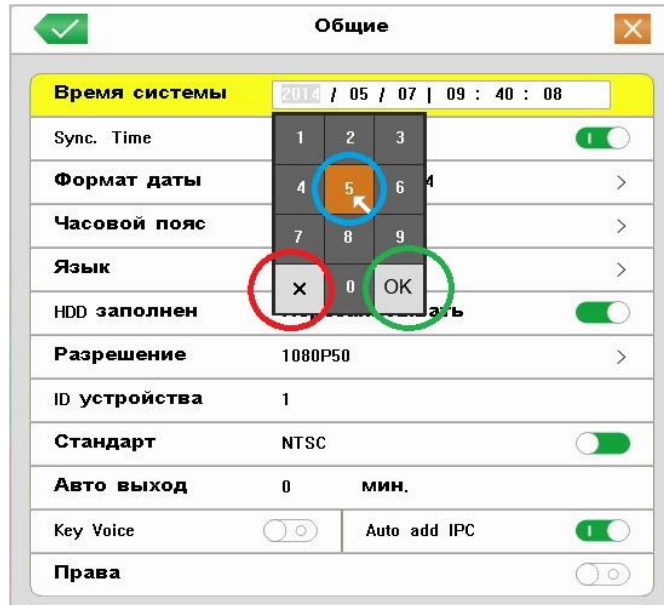 Общие
Время системы 2014 / 05 / 07 | 09 : 40 : 08
Sync. Time
1 2 3
Формат даты
4 5 6
Часовой пояс
7 8 9
Язык
× 0 OK
HDD заполнен
Разрешение 1080P50
ID устройства 1
Стандарт NTSC
Авто выход 0 мин.
Key Voice Auto add IPC
Права